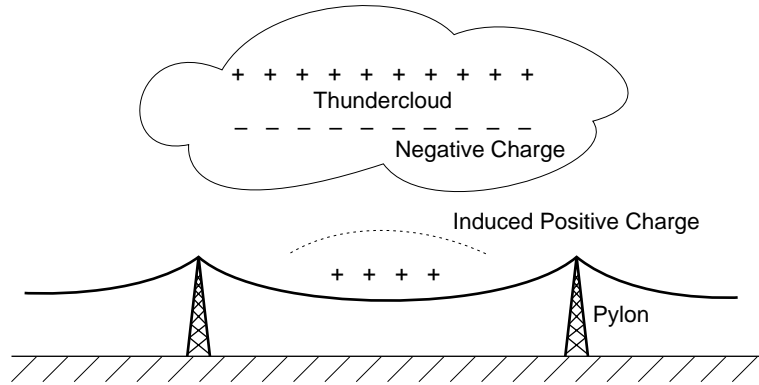 + + + + + + + + + +
Thundercloud
– – – – – – – – – –
Negative Charge
Induced Positive Charge
+ + + +
Pylon